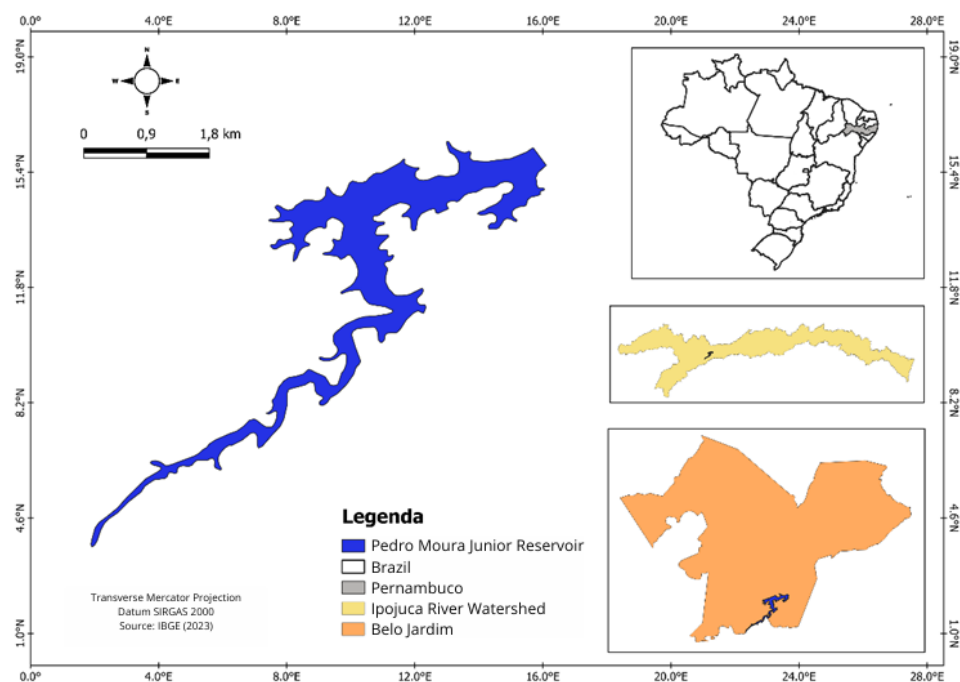 0.0° 4.0°E 8.0°E 12.0°E 16.0°E 20.0°E 24.0°E 28.0°E
19.0°N 19.0°N
N
W E
S
0 0,9 1,8 km
15.4°N 15.4°N
11.8°N 11.8°N
8.2°N 8.2°N
4.6°N 4.6°N
Legenda
Pedro Moura Junior Reservoir
Brazil
Pernambuco
Ipojuca River Watershed
Belo Jardim
Transverse Mercator Projection
Datum SIRGAS 2000
Source: IBGE (2023)
1.0°N 1.0°N
0.0° 4.0°E 8.0°E 12.0°E 16.0°E 20.0°E 24.0°E 28.0°E